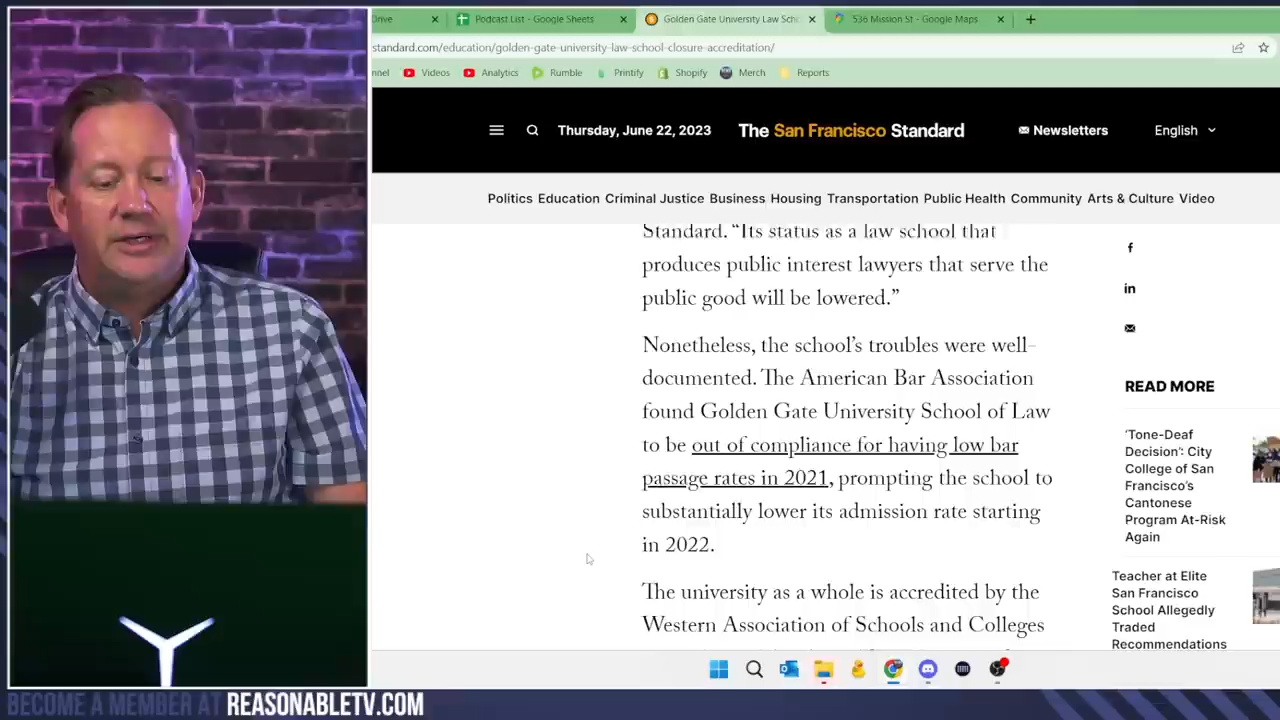 Drive
Podcast List - Google Sheets
Golden Gate University Law Scho
536 Mission St - Google Maps
standard.com/education/golden-gate-university-law-school-closure-accreditation/
nnel Videos Analytics Rumble Printify Shopify Merch Reports
Thursday, June 22, 2023 The San Francisco Standard Newsletters English
Politics Education Criminal Justice Business Housing Transportation Public Health Community Arts & Culture Video
Standard. “Its status as a law school that
produces public interest lawyers that serve the
public good will be lowered.”
Nonetheless, the school’s troubles were well-
documented. The American Bar Association
found Golden Gate University School of Law
to be out of compliance for having low bar
passage rates in 2021, prompting the school to
substantially lower its admission rate starting
in 2022.
The university as a whole is accredited by the
Western Association of Schools and Colleges
READ MORE
‘Tone-Deaf
Decision’: City
College of San
Francisco’s
Cantonese
Program At-Risk
Again
Teacher at Elite
San Francisco
School Allegedly
Traded
Recommendations
BECOME A MEMBER AT REASONABLETV.COM